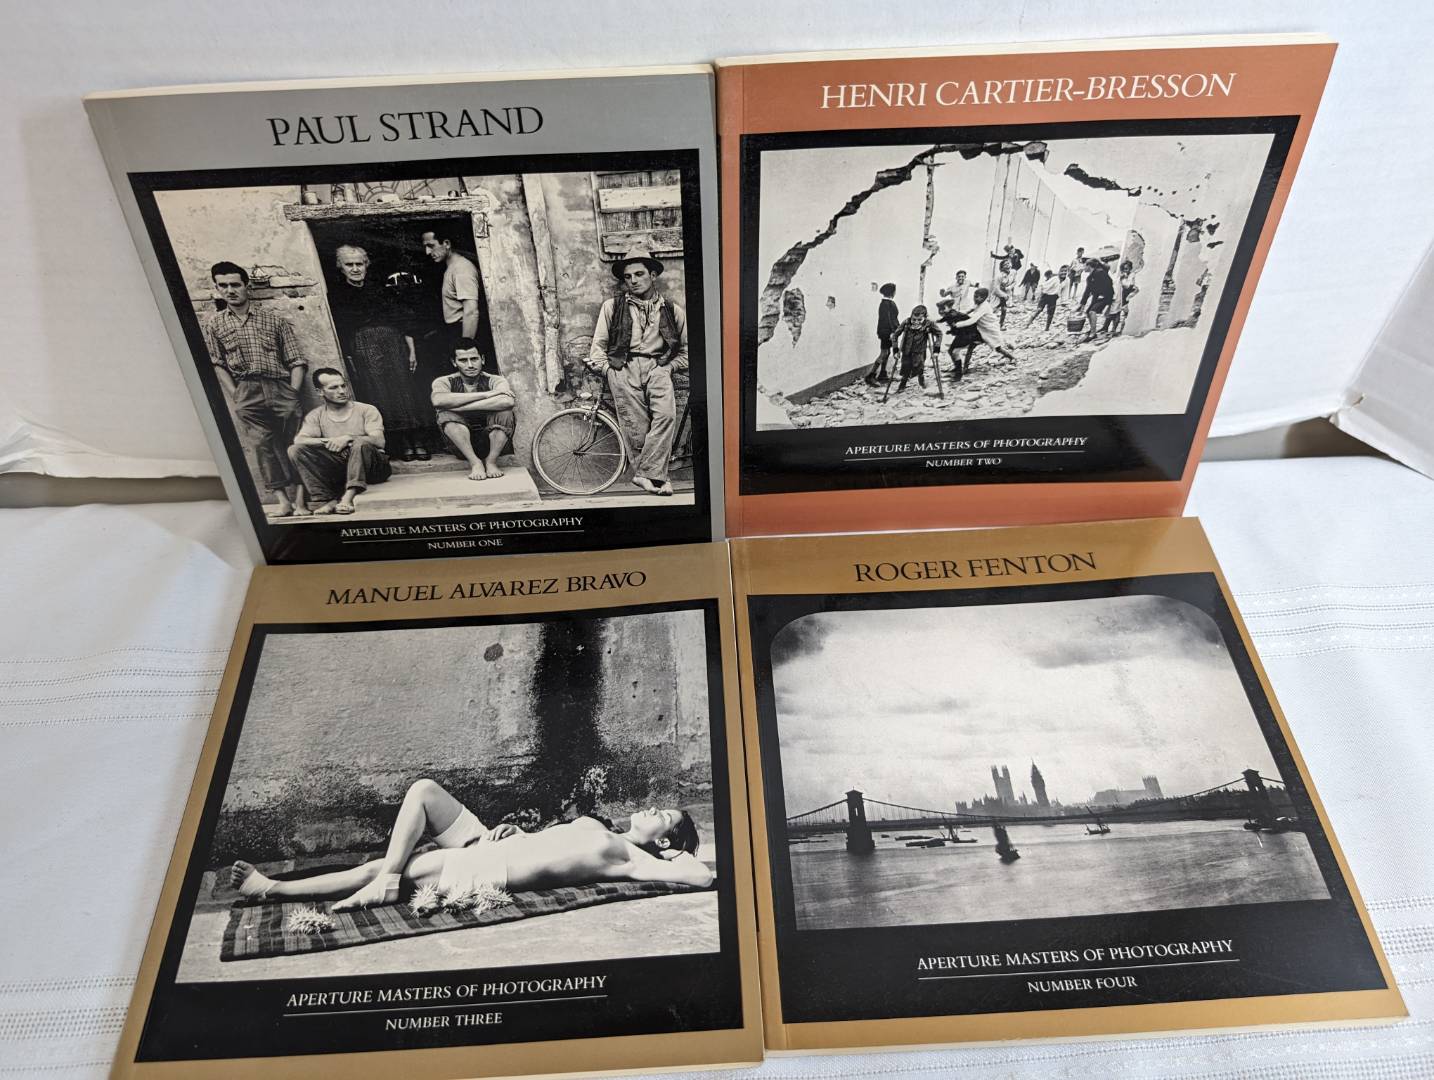 PAUL STRAND
APERTURE MASTERS OF PHOTOGRAPHY
NUMBER ONE
HENRI CARTIER-BRESSON
APERTURE MASTERS OF PHOTOGRAPHY
NUMBER TWO
MANUEL ALVAREZ BRAVO
APERTURE MASTERS OF PHOTOGRAPHY
NUMBER THREE
ROGER FENTON
APERTURE MASTERS OF PHOTOGRAPHY
NUMBER FOUR